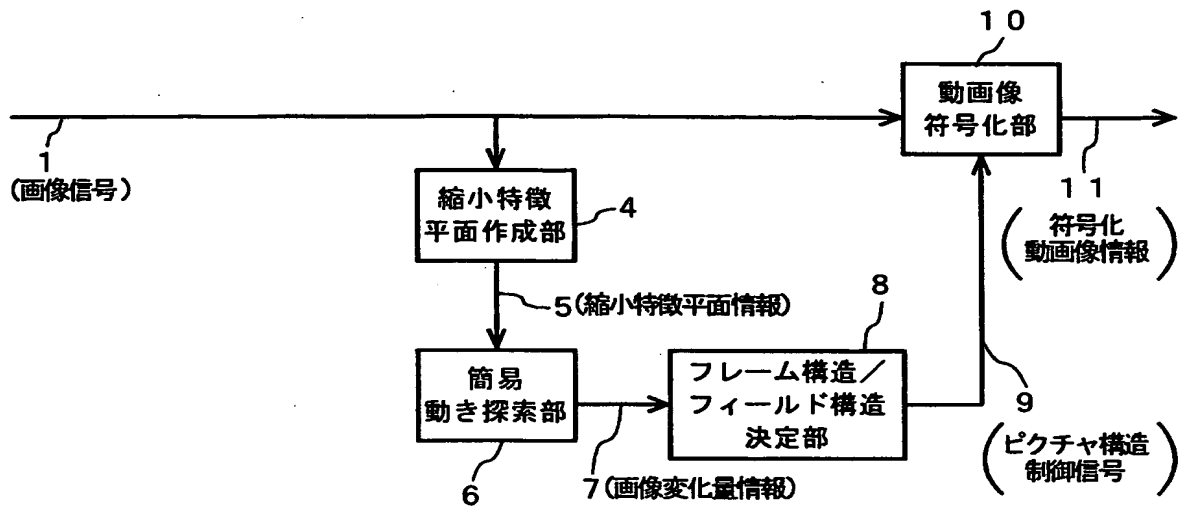 10
動画像
符号化部
1
(画像信号)
11
(符号化
動画像情報)
縮小特徴
平面作成部
4
5(縮小特徴平面情報)
8
簡易
動き探索部
6
フレーム構造/
フィールド構造
決定部
7(画像変化量情報)
9
(ピクチャ構造
制御信号)